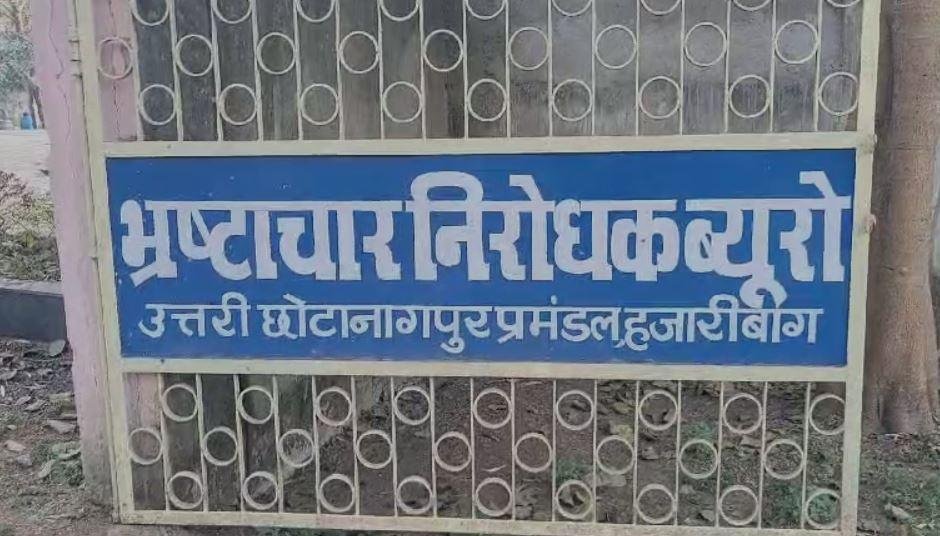 भ्रष्टाचार निरोधक ब्यूरो
उत्तरी छोटानागपुर प्रमंडल,हजारीबाग